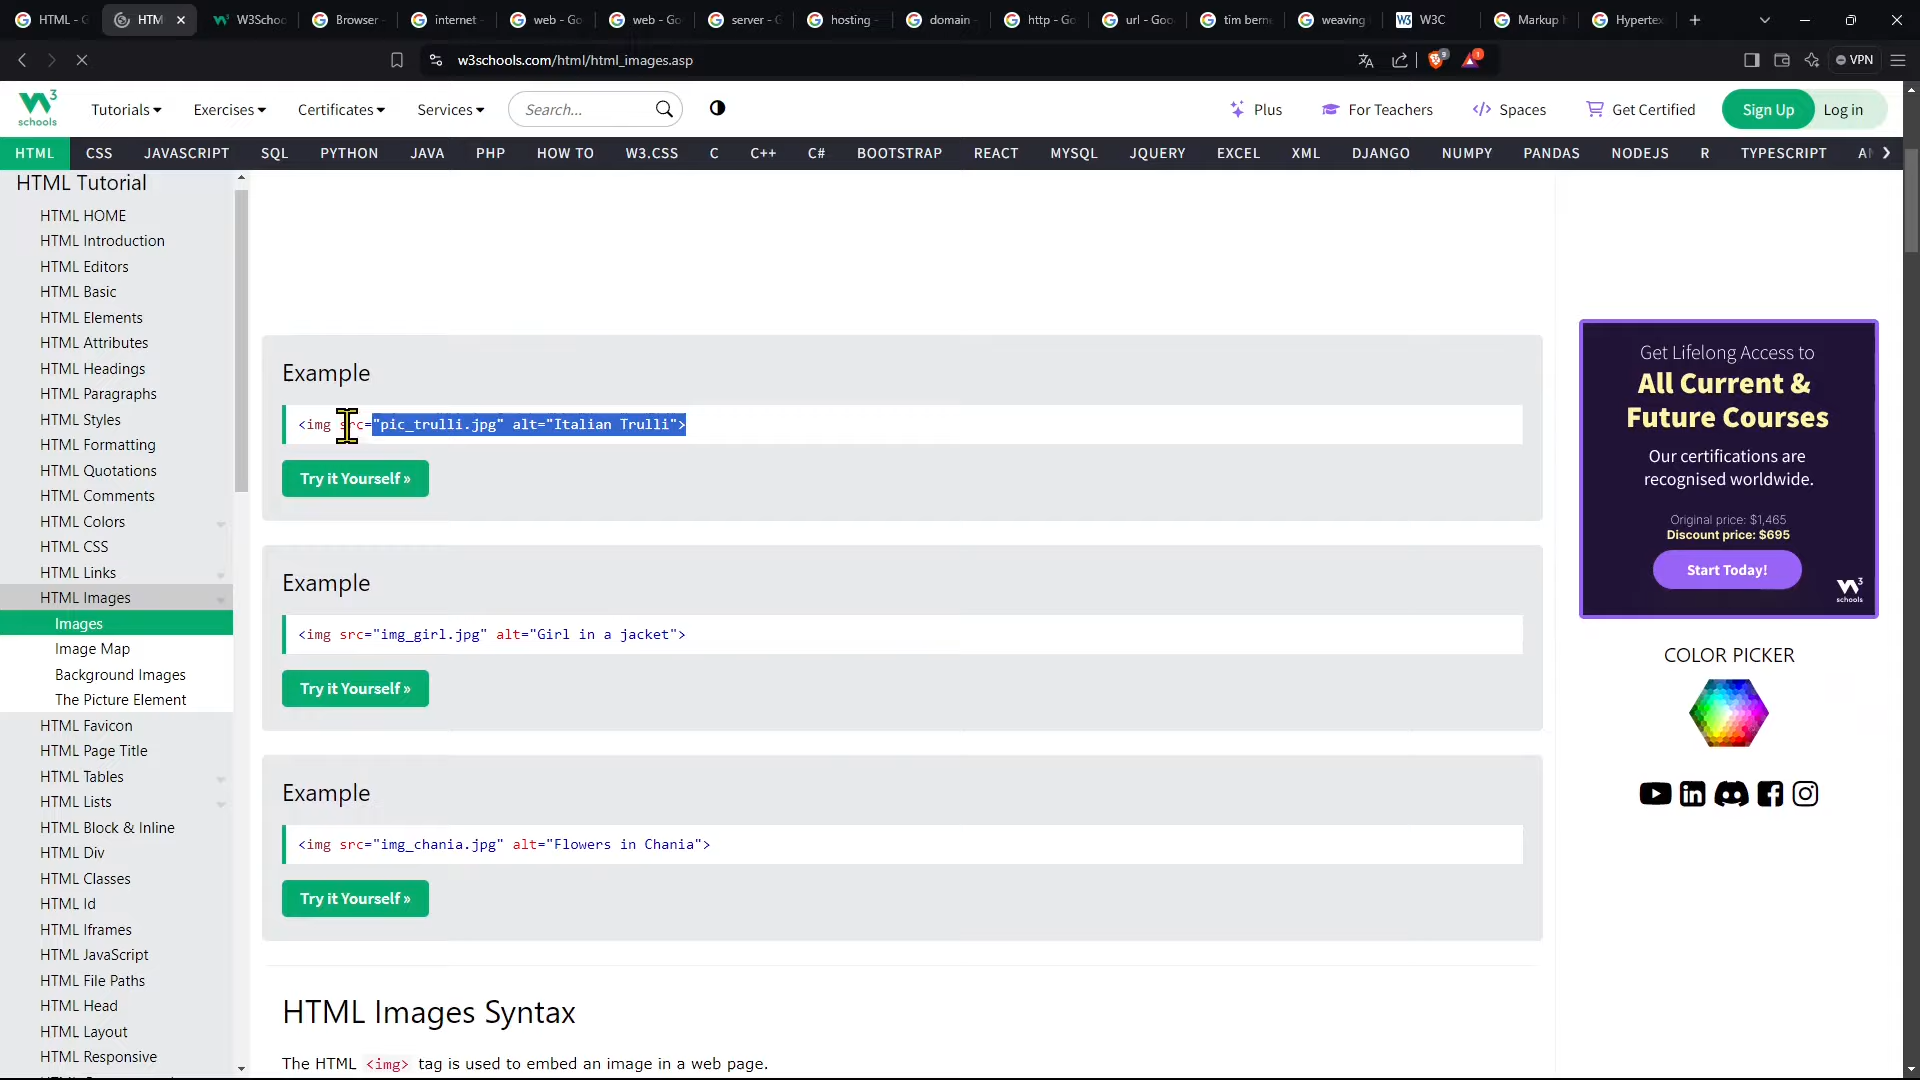 HTML - G
HTM
W3Schoo
Browser
internet -
web - Go
web - Go
server - G
hosting -
domain
http - Go
url - Goo
tim berne
weaving
W3C
Markup
Hypertex
w3schools.com/html/html_images.asp
9
1
VPN
W3 schools
Tutorials
Exercises
Certificates
Services
Search...
Plus
For Teachers
Spaces
Get Certified
Sign Up
Log in
HTML CSS JAVASCRIPT SQL PYTHON JAVA PHP HOW TO W3.CSS C C++ C# BOOTSTRAP REACT MYSQL JQUERY EXCEL XML DJANGO NUMPY PANDAS NODEJS R TYPESCRIPT
HTML Tutorial
HTML HOME
HTML Introduction
HTML Editors
HTML Basic
HTML Elements
HTML Attributes
HTML Headings
HTML Paragraphs
HTML Styles
HTML Formatting
HTML Quotations
HTML Comments
HTML Colors
HTML CSS
HTML Links
HTML Images
Images
Image Map
Background Images
The Picture Element
HTML Favicon
HTML Page Title
HTML Tables
HTML Lists
HTML Block & Inline
HTML Div
HTML Classes
HTML Id
HTML Iframes
HTML JavaScript
HTML File Paths
HTML Head
HTML Layout
HTML Responsive
Example
<img src="pic_trulli.jpg" alt="Italian Trulli">
Try it Yourself »
Example
<img src="img_girl.jpg" alt="Girl in a jacket">
Try it Yourself »
Example
<img src="img_chania.jpg" alt="Flowers in Chania">
Try it Yourself »
HTML Images Syntax
The HTML <img> tag is used to embed an image in a web page.
Get Lifelong Access to
All Current &
Future Courses
Our certifications are
recognised worldwide.
Original price: $1,465
Discount price: $695
Start Today!
W3 schools
COLOR PICKER